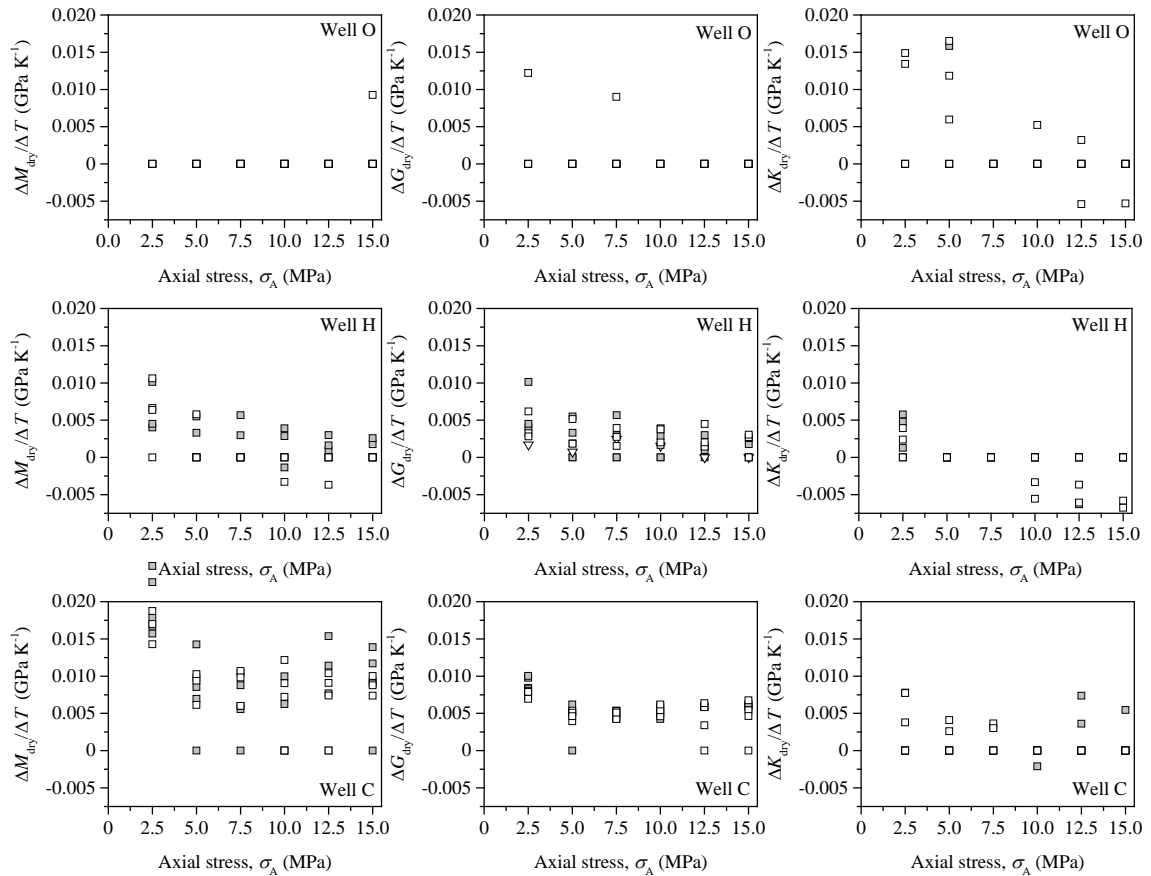 Well O
ΔM_dry/ΔT (GPa K⁻¹)
0.020
0.015
0.010
0.005
0
-0.005
0.0 2.5 5.0 7.5 10.0 12.5 15.0
Axial stress, σ_A (MPa)
Well O
ΔG_dry/ΔT (GPa K⁻¹)
0.020
0.015
0.010
0.005
0
-0.005
0 2.5 5.0 7.5 10.0 12.5 15.0
Axial stress, σ_A (MPa)
Well O
ΔK_dry/ΔT (GPa K⁻¹)
0.020
0.015
0.010
0.005
0
-0.005
0 2.5 5.0 7.5 10.0 12.5 15.0
Axial stress, σ_A (MPa)
Well H
ΔM_dry/ΔT (GPa K⁻¹)
0.020
0.015
0.010
0.005
0
-0.005
0.0 2.5 5.0 7.5 10.0 12.5 15.0
Axial stress, σ_A (MPa)
Well H
ΔG_dry/ΔT (GPa K⁻¹)
0.020
0.015
0.010
0.005
0
-0.005
0 2.5 5.0 7.5 10.0 12.5 15.0
Axial stress, σ_A (MPa)
Well H
ΔK_dry/ΔT (GPa K⁻¹)
0.020
0.015
0.010
0.005
0
-0.005
0 2.5 5.0 7.5 10.0 12.5 15.0
Axial stress, σ_A (MPa)
Well C
ΔM_dry/ΔT (GPa K⁻¹)
0.020
0.015
0.010
0.005
0
-0.005
0.0 2.5 5.0 7.5 10.0 12.5 15.0
Axial stress, σ_A (MPa)
Well C
ΔG_dry/ΔT (GPa K⁻¹)
0.020
0.015
0.010
0.005
0
-0.005
0 2.5 5.0 7.5 10.0 12.5 15.0
Axial stress, σ_A (MPa)
Well C
ΔK_dry/ΔT (GPa K⁻¹)
0.020
0.015
0.010
0.005
0
-0.005
0 2.5 5.0 7.5 10.0 12.5 15.0
Axial stress, σ_A (MPa)